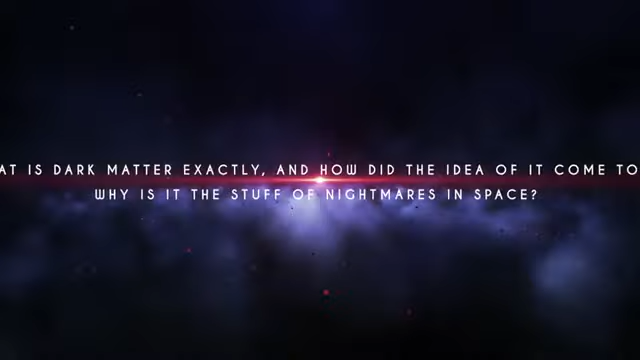 AT IS DARK MATTER EXACTLY, AND HOW DID THE IDEA OF IT COME TO
WHY IS IT THE STUFF OF NIGHTMARES IN SPACE?